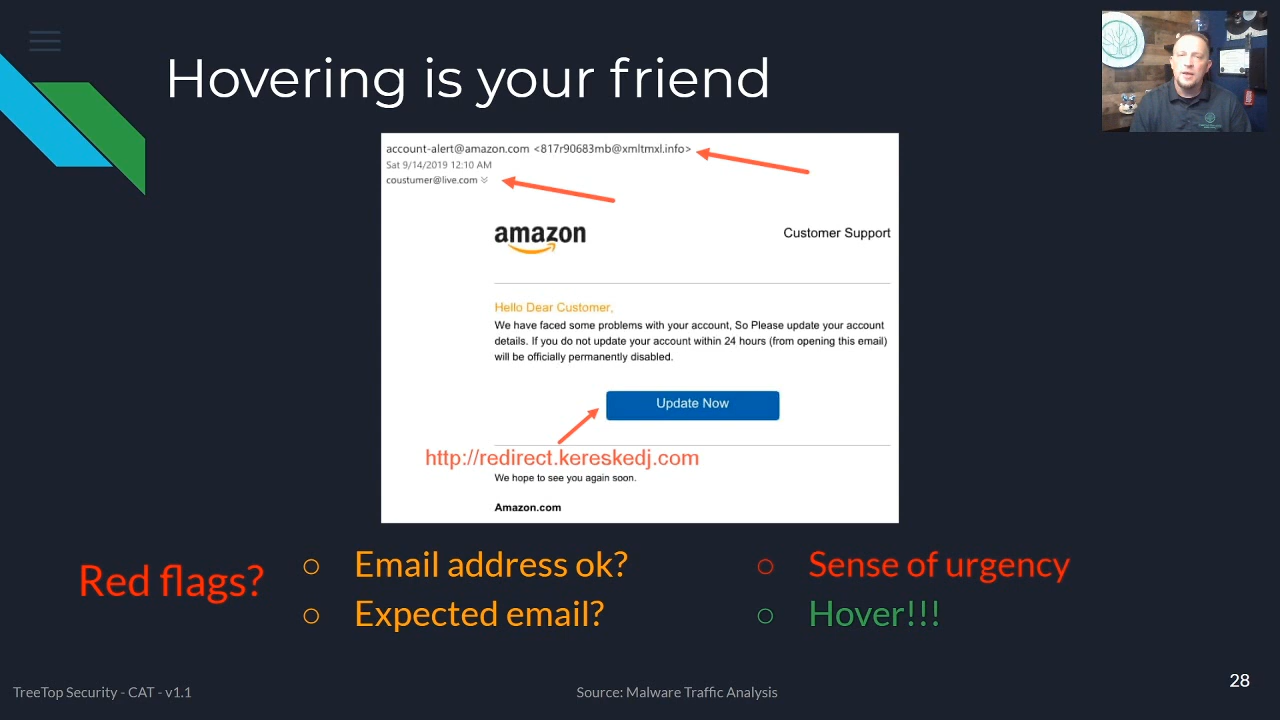 Hovering is your friend
account-alert@amazon.com <817r90683mb@xmltmxl.info>
Sat 9/14/2019 12:10 AM
coustumer@live.com
amazon
Customer Support
Hello Dear Customer,
We have faced some problems with your account, So Please update your account
details. If you do not update your account within 24 hours (from opening this email)
will be officially permanently disabled.
Update Now
http://redirect.kereskedj.com
We hope to see you again soon.
Amazon.com
Red flags?
○ Email address ok?
○ Expected email?
○ Sense of urgency
○ Hover!!!
TreeTop Security - CAT - v1.1
Source: Malware Traffic Analysis
28